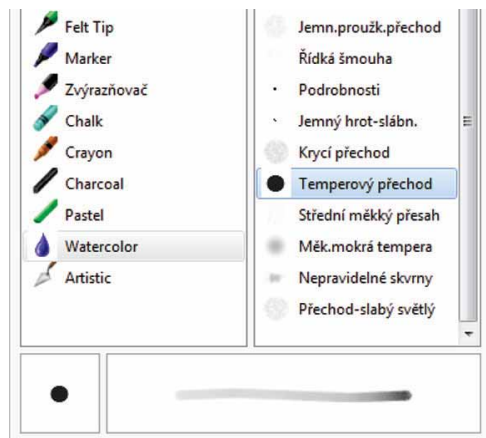 Felt Tip
Marker
Zvýrazňovač
Chalk
Crayon
Charcoal
Pastel
Watercolor
Artistic
Jemn.proužk.přechod
Řídká šmouha
Podrobnosti
Jemný hrot-slábn.
Krycí přechod
Temperový přechod
Střední měkký přesah
Měk.mokrá tempera
Nepravidelné skvrny
Přechod-slabý světlý